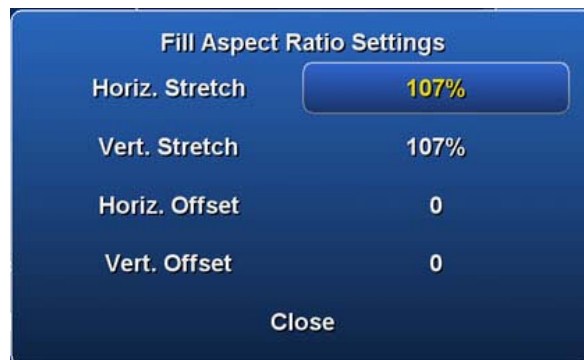 Fill Aspect Ratio Settings
Horiz. Stretch 107%
Vert. Stretch 107%
Horiz. Offset 0
Vert. Offset 0
Close